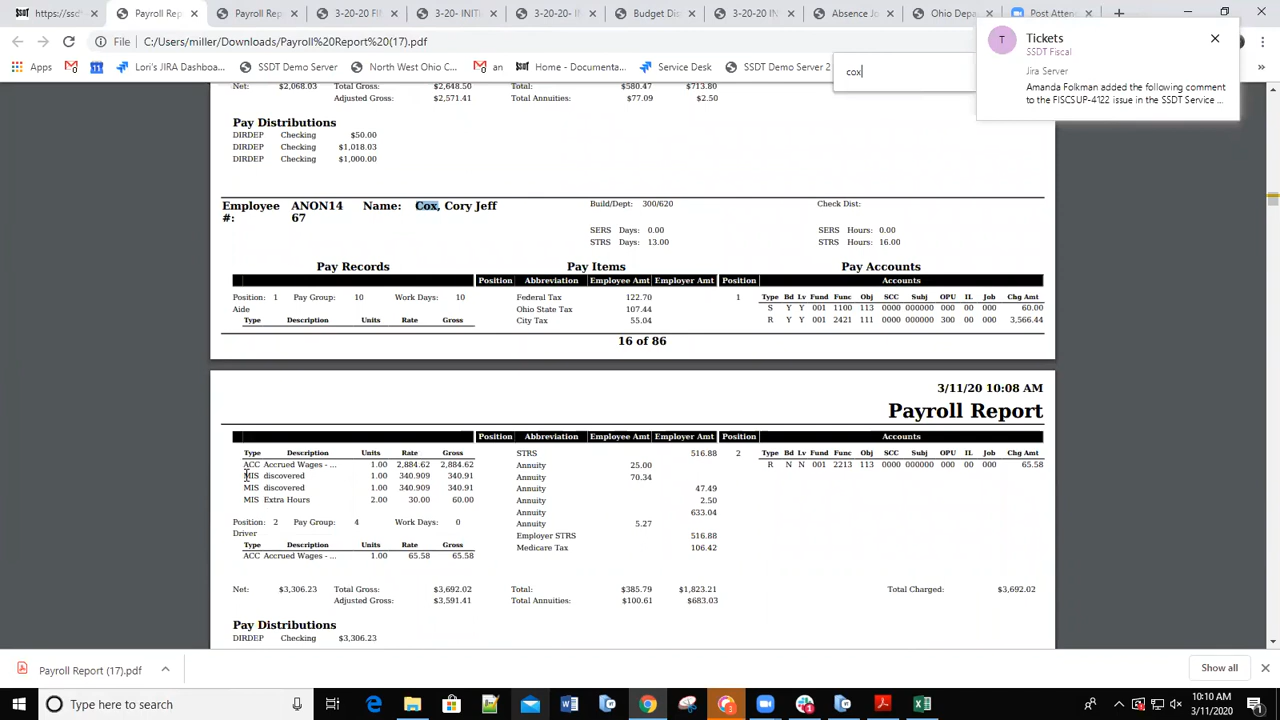 https://ssdt
Payroll Rep
Payroll Rep
3-20-20 FIN
3-20- INITI
3-20-20- IN
Budget Dis
3-20-20 IN
Absence Jo
Ohio Depa
Post Attend
File C:/Users/miller/Downloads/Payroll%20Report%20(17).pdf
Apps
Lori's JIRA Dashbo...
SSDT Demo Server
North West Ohio C...
an
Home - Documenta...
Service Desk
SSDT Demo Server 2
cox
T
Tickets
SSDT Fiscal
Jira Server
Amanda Folkman added the following comment
to the FISCSUP-4122 issue in the SSDT Service ...
Net: $2,068.03 Total Gross: $2,648.50 Total: $580.47 $713.80
Adjusted Gross: $2,571.41 Total Annuities: $77.09 $2.50
Pay Distributions
DIRDEP Checking $50.00
DIRDEP Checking $1,018.03
DIRDEP Checking $1,000.00
Employee ANON14 Name: Cox, Cory Jeff Build/Dept: 300/620 Check Dist:
#: 67
SERS Days: 0.00 SERS Hours: 0.00
STRS Days: 13.00 STRS Hours: 16.00
Pay Records Pay Items Pay Accounts
Position Abbreviation Employee Amt Employer Amt Position Accounts
Position: 1 Pay Group: 10 Work Days: 10 Federal Tax 122.70 1 Type Bd Lv Fund Func Obj SCC Subj OPU IL Job Chg Amt
Aide Ohio State Tax 107.44 S Y Y 001 1100 113 0000 000000 000 00 000 60.00
Type Description Units Rate Gross City Tax 55.04 R Y Y 001 2421 111 0000 000000 300 00 000 3,566.44
16 of 86
3/11/20 10:08 AM
Payroll Report
Position Abbreviation Employee Amt Employer Amt Position Accounts
Type Description Units Rate Gross STRS 516.88 2 Type Bd Lv Fund Func Obj SCC Subj OPU IL Job Chg Amt
ACC Accrued Wages - ... 1.00 2,884.62 2,884.62 Annuity 25.00 R N N 001 2213 113 0000 000000 000 00 000 65.58
MIS discovered 1.00 340.909 340.91 Annuity 70.34
MIS discovered 1.00 340.909 340.91 Annuity 47.49
MIS Extra Hours 2.00 30.00 60.00 Annuity 2.50
Annuity 633.04
Position: 2 Pay Group: 4 Work Days: 0 Annuity 5.27
Driver Employer STRS 516.88
Type Description Units Rate Gross Medicare Tax 106.42
ACC Accrued Wages - ... 1.00 65.58 65.58
Net: $3,306.23 Total Gross: $3,692.02 Total: $385.79 $1,823.21 Total Charged: $3,692.02
Adjusted Gross: $3,591.41 Total Annuities: $100.61 $683.03
Pay Distributions
DIRDEP Checking $3,306.23
Payroll Report (17).pdf
Show all
Type here to search
10:10 AM
3/11/2020